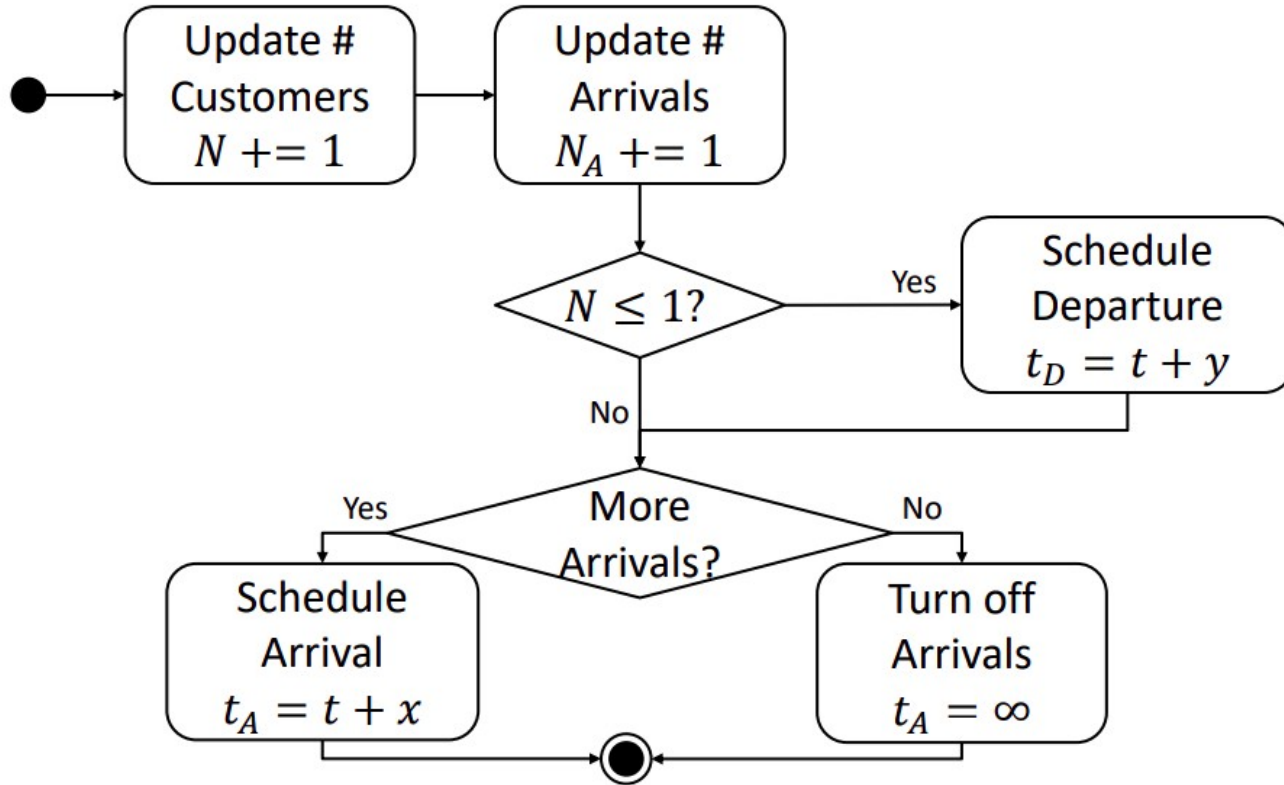 Update #
Customers
N += 1
Update #
Arrivals
N_A += 1
N ≤ 1?
Yes
Schedule
Departure
t_D = t + y
No
More
Arrivals?
Yes
No
Schedule
Arrival
t_A = t + x
Turn off
Arrivals
t_A = ∞